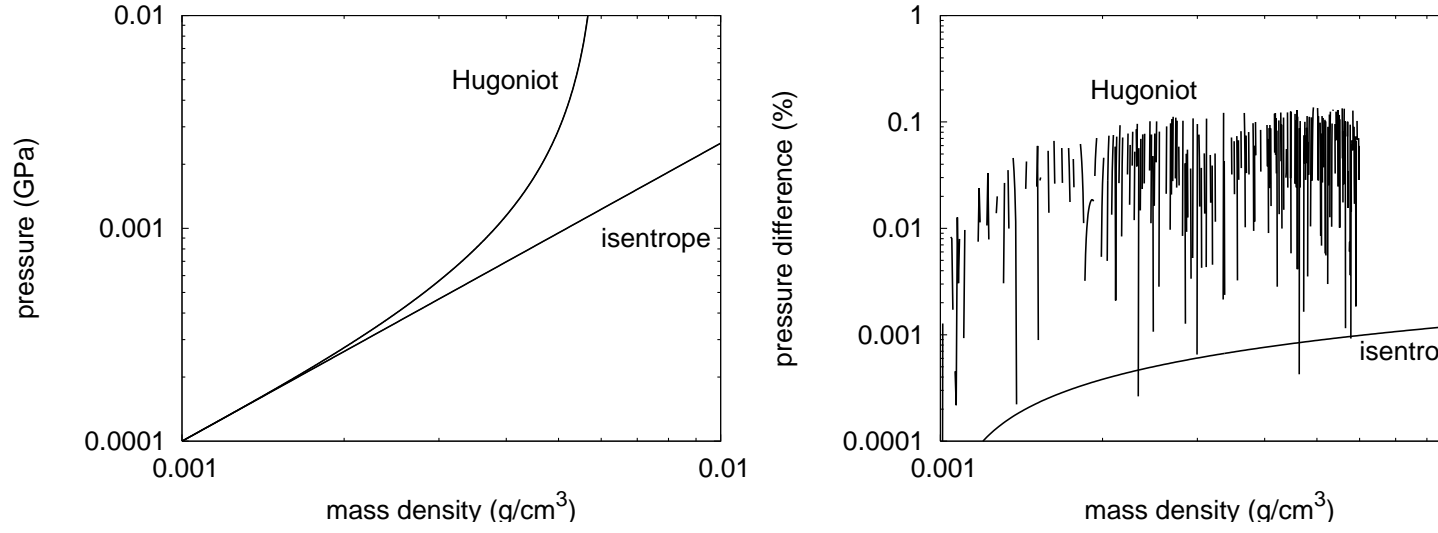 0.01
0.001
0.0001
0.001
0.01
pressure (GPa)
mass density (g/cm3)
Hugoniot
isentrope
1
0.1
0.01
0.001
0.0001
0.001
pressure difference (%)
mass density (g/cm3)
Hugoniot
isentro